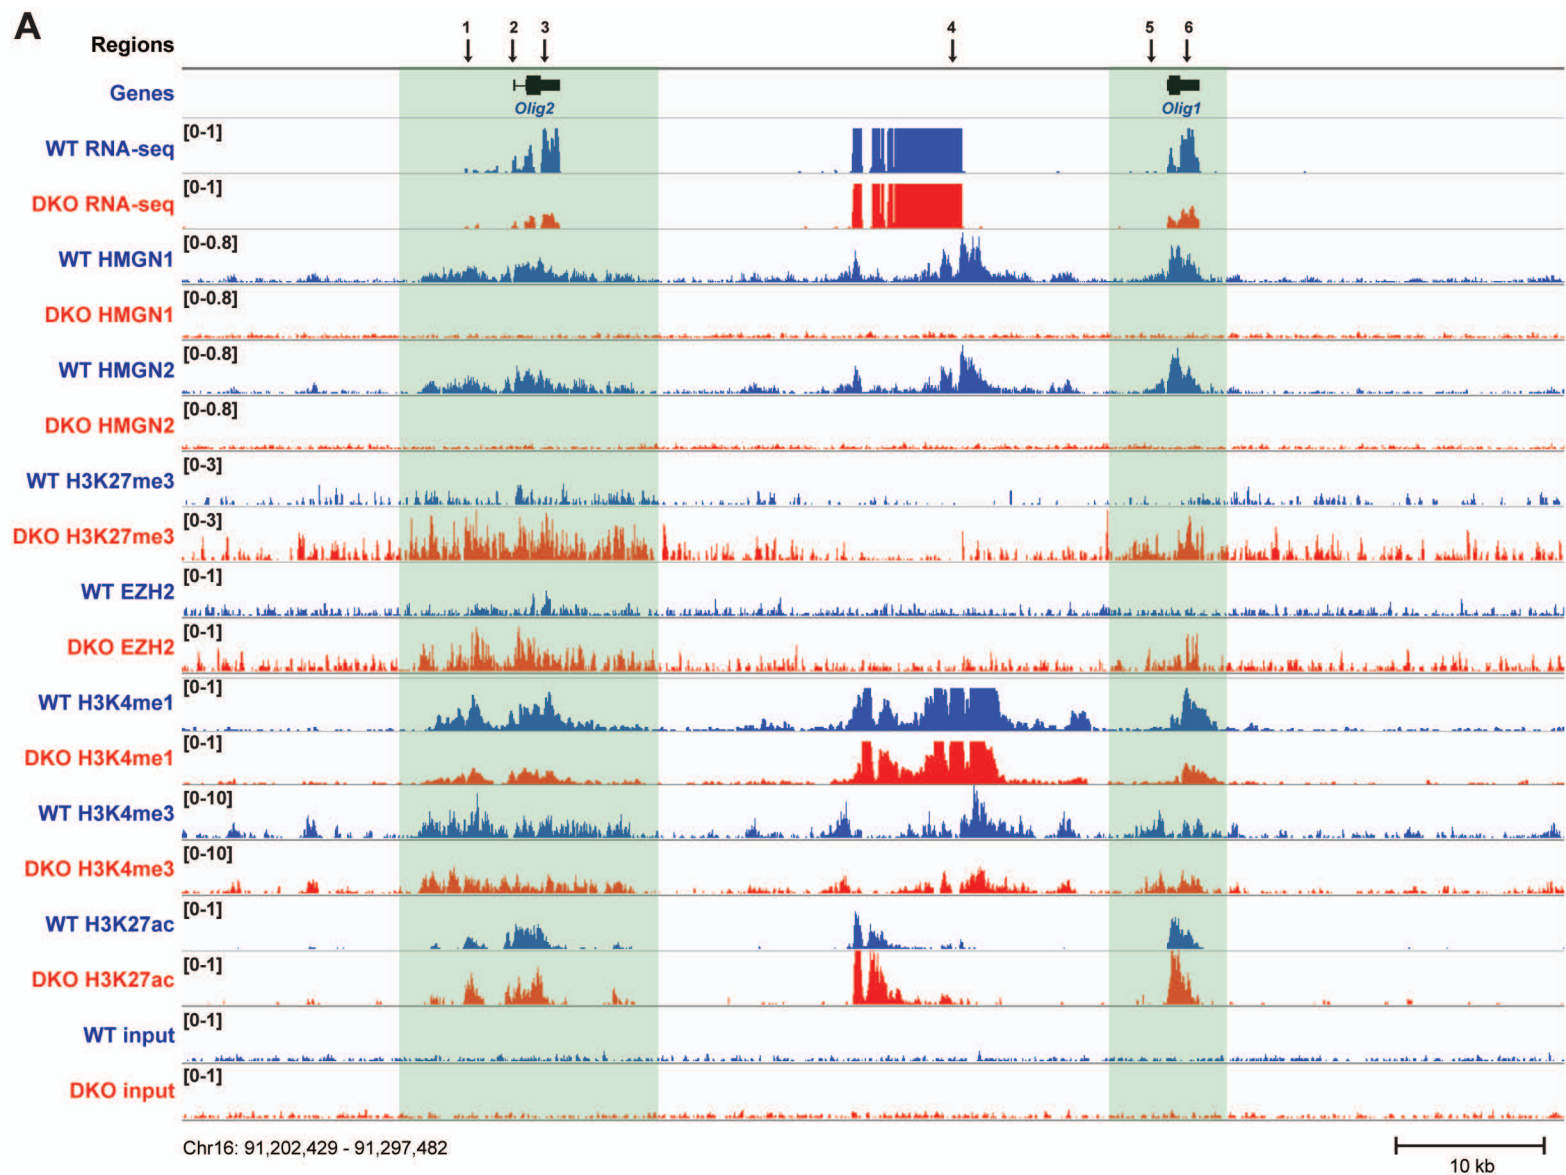 A
Regions 1 2 3 4 5 6
Genes Olig2 Olig1
WT RNA-seq [0-1]
DKO RNA-seq [0-1]
WT HMGN1 [0-0.8]
DKO HMGN1 [0-0.8]
WT HMGN2 [0-0.8]
DKO HMGN2 [0-0.8]
WT H3K27me3 [0-3]
DKO H3K27me3 [0-3]
WT EZH2 [0-1]
DKO EZH2 [0-1]
WT H3K4me1 [0-1]
DKO H3K4me1 [0-1]
WT H3K4me3 [0-10]
DKO H3K4me3 [0-10]
WT H3K27ac [0-1]
DKO H3K27ac [0-1]
WT input [0-1]
DKO input [0-1]
Chr16: 91,202,429 - 91,297,482
10 kb